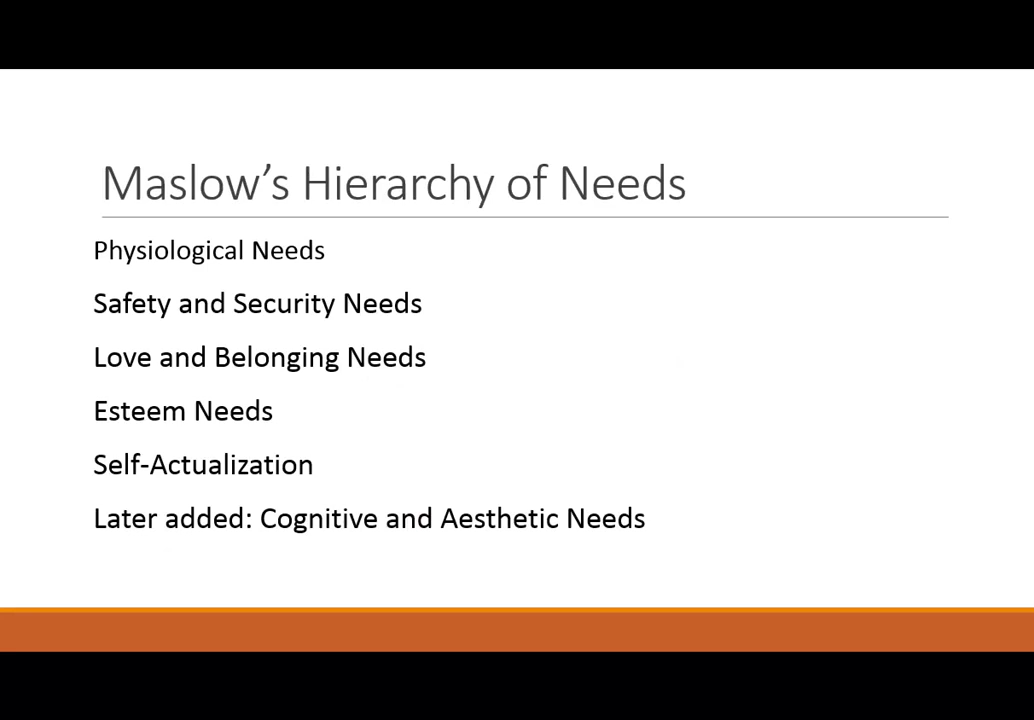 Maslow’s Hierarchy of Needs
Physiological Needs
Safety and Security Needs
Love and Belonging Needs
Esteem Needs
Self-Actualization
Later added: Cognitive and Aesthetic Needs